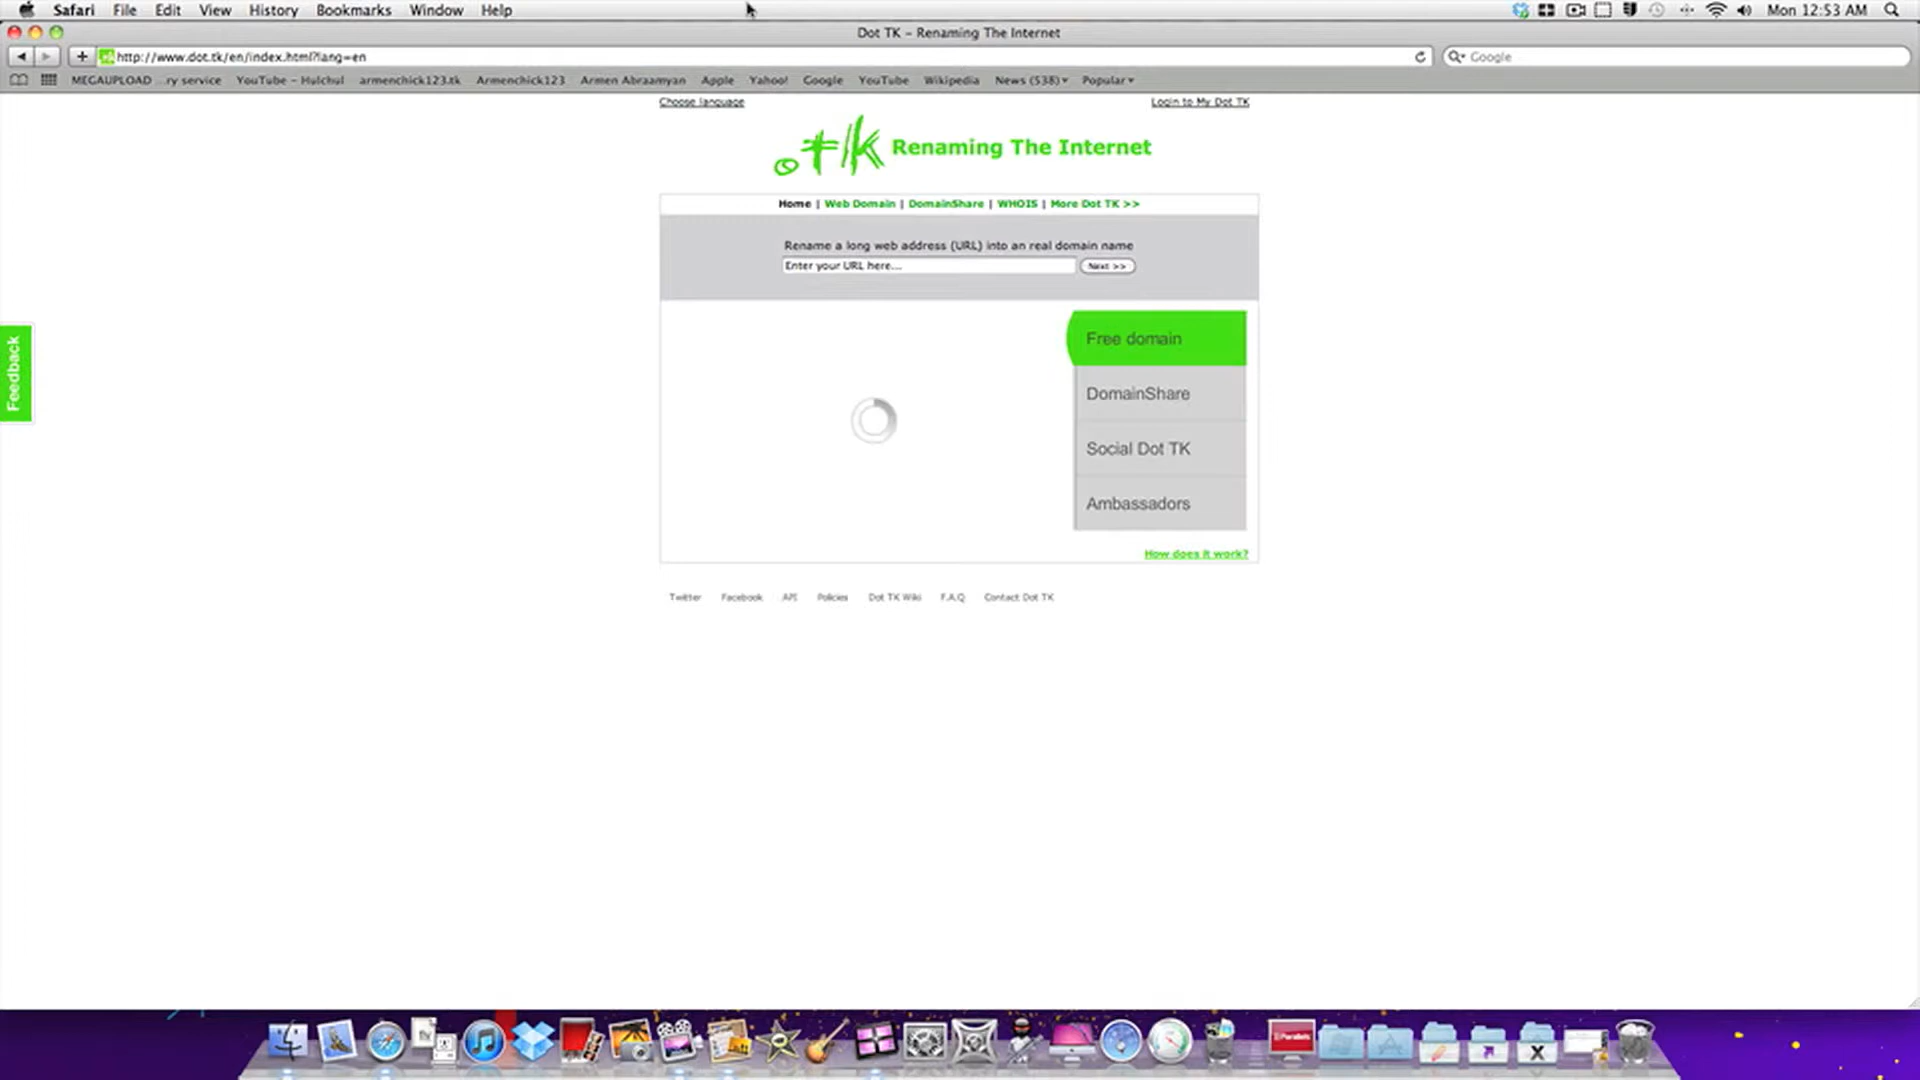 Safari File Edit View History Bookmarks Window Help Mon 12:53 AM
Dot TK – Renaming The Internet
http://www.dot.tk/en/index.html?lang=en Google
MEGAUPLOAD ...ry service YouTube – Hulchul armenchick123.tk Armenchick123 Armen Abraamyan Apple Yahoo! Google YouTube Wikipedia News (538) Popular
Choose language Login to My Dot TK
.tk Renaming The Internet
Home | Web Domain | DomainShare | WHOIS | More Dot TK >>
Rename a long web address (URL) into an real domain name
Enter your URL here... Next >>
Feedback
Free domain
DomainShare
Social Dot TK
Ambassadors
How does it work?
Twitter Facebook API Policies Dot TK Wiki F.A.Q Contact Dot TK